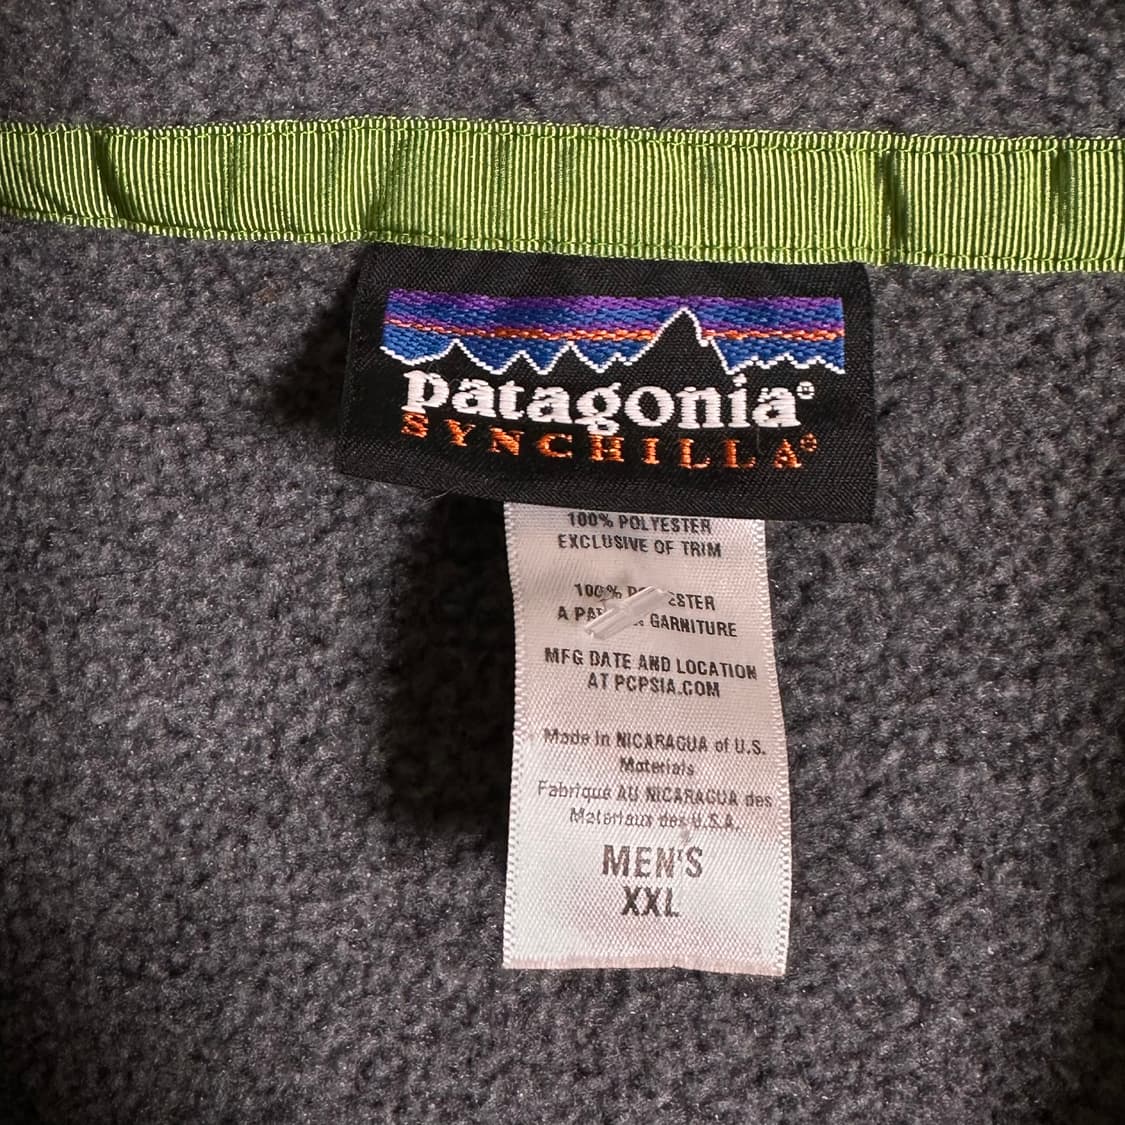 patagonia®
SYNCHILLA®
100% POLYESTER
EXCLUSIVE OF TRIM
100%
A GARNITURE
MFG DATE AND LOCATION
AT PCPSIA.COM
Made in NICARAGUA of U.S.
Materials
Fabriqué AU NICARAGUA des
Materiaux des U.S.A.
MEN'S
XXL